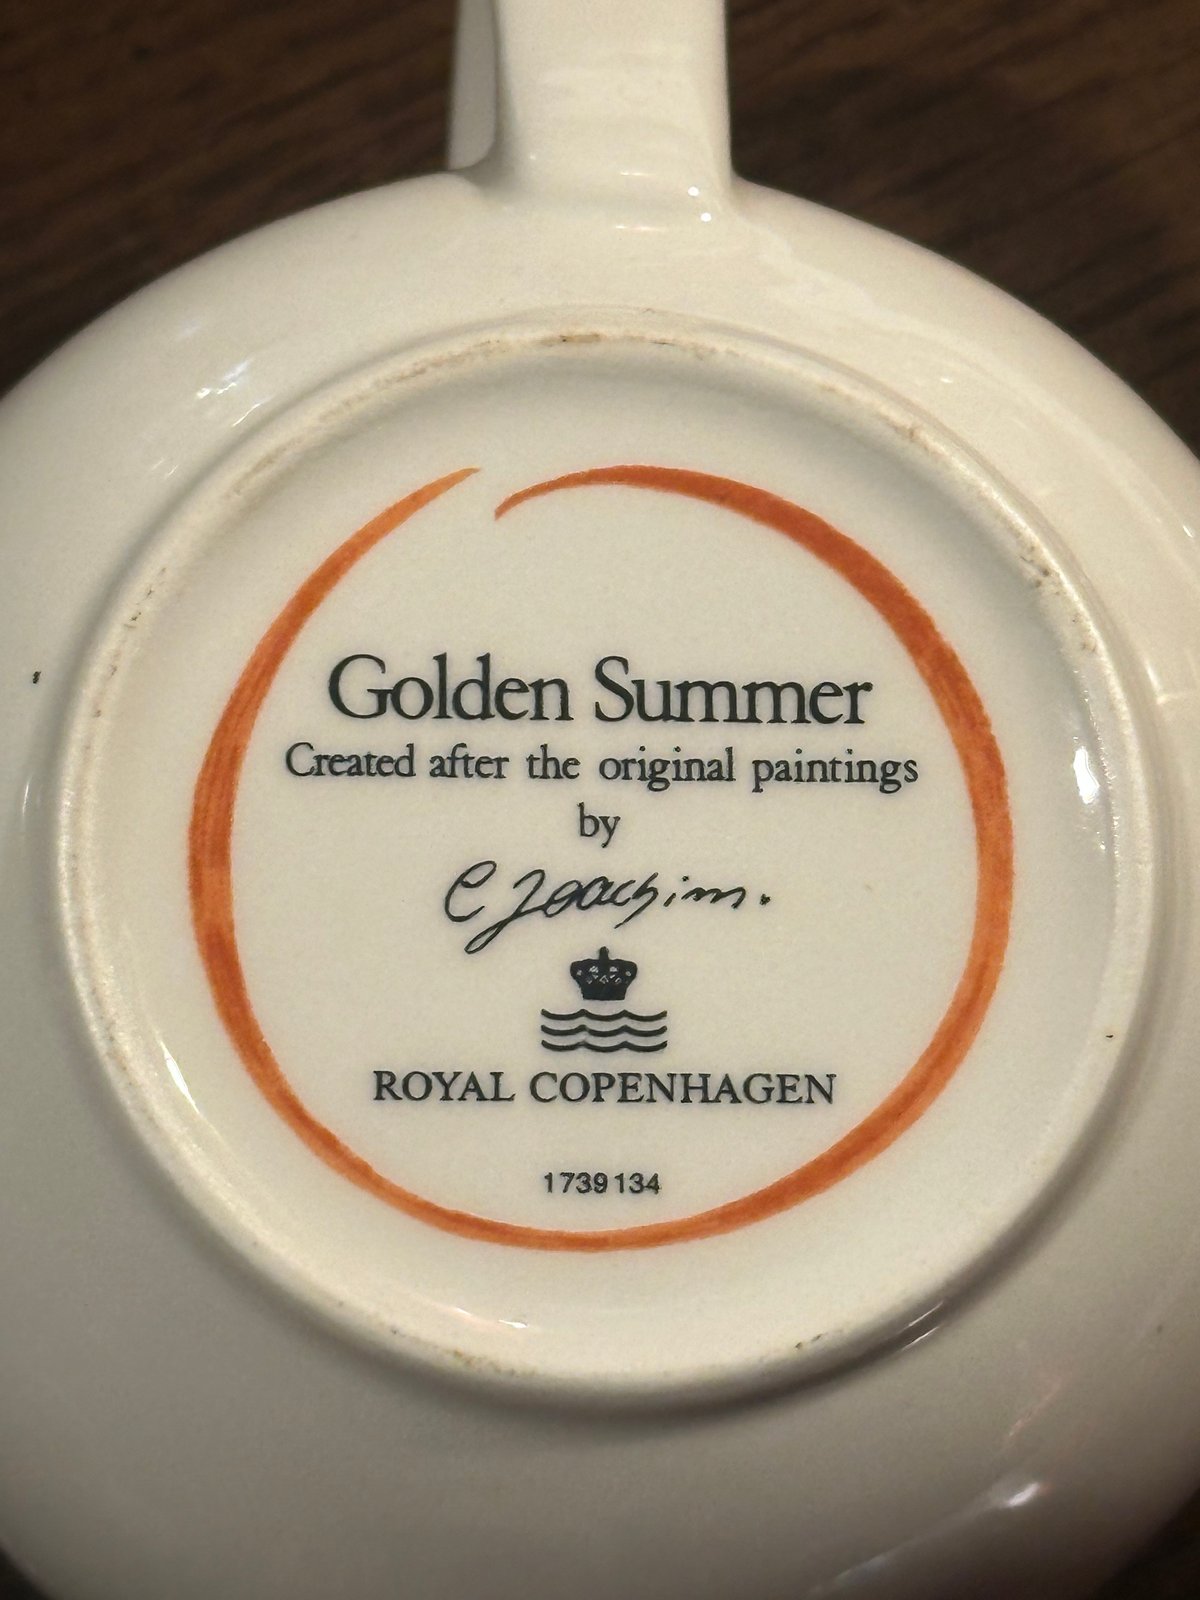 Golden Summer
Created after the original paintings
by
C Joachim.
ROYAL COPENHAGEN
1739134